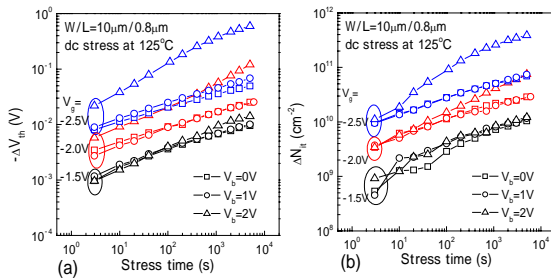 W/L=10μm/0.8μm
dc stress at 125°C
V_g=
-2.5V
-2.0V
-1.5V
V_b=0V
V_b=1V
V_b=2V
10^0
10^-1
10^-2
10^-3
10^-4
-ΔV_th (V)
10^0 10^1 10^2 10^3 10^4
Stress time (s)
(a)
W/L=10μm/0.8μm
dc stress at 125°C
V_g=
-2.5V
-2.0V
-1.5V
V_b=0V
V_b=1V
V_b=2V
10^12
10^11
10^10
10^9
10^8
ΔN_it (cm^-2)
10^0 10^1 10^2 10^3 10^4
Stress time (s)
(b)